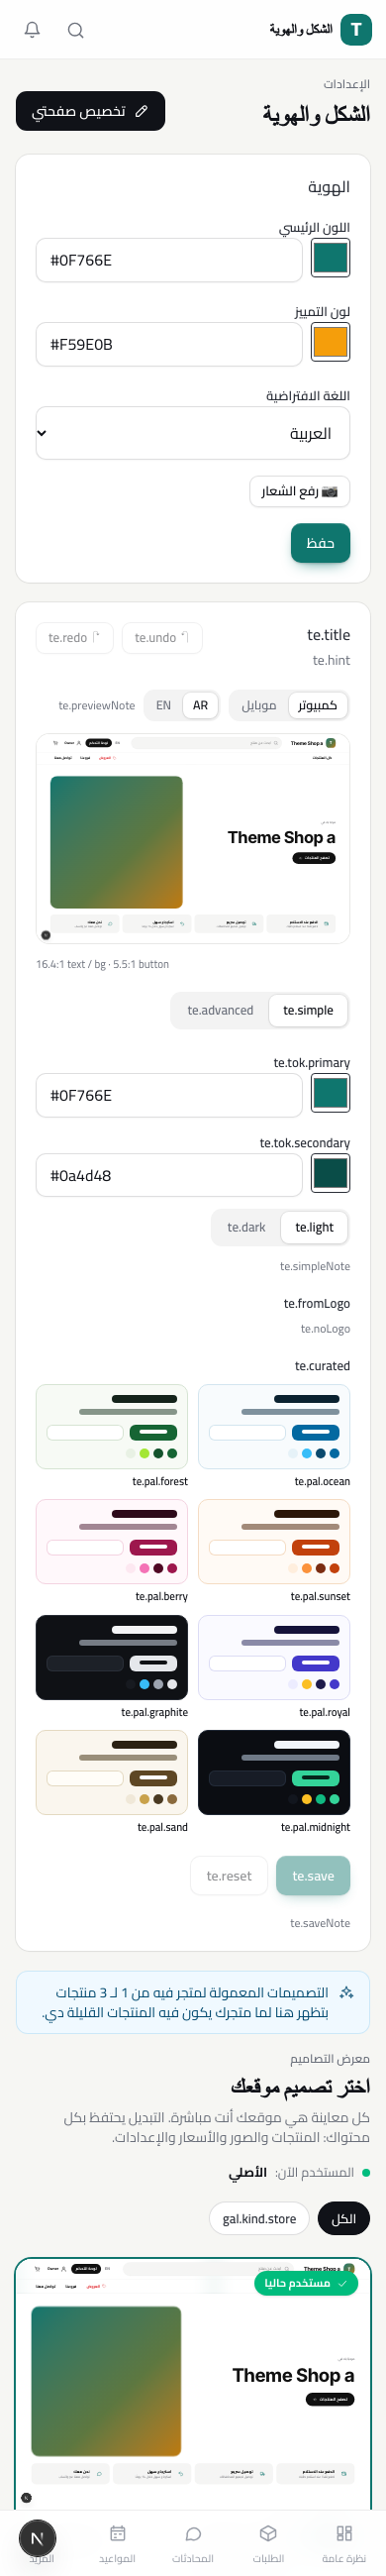 الشكل والهوية
T
الإعدادات
الشكل والهوية
تخصيص صفحتي
الهوية
اللون الرئيسي
#0F766E
لون التمييز
#F59E0B
اللغة الافتراضية
العربية
رفع الشعار
حفظ
te.title
te.undo
te.redo
te.hint
كمبيوتر
موبايل
AR
EN
te.previewNote
Theme Shop a
كل المنتجات
Theme Shop a
تصفح المنتجات
16.4:1 text / bg · 5.5:1 button
te.simple
te.advanced
te.tok.primary
#0F766E
te.tok.secondary
#0a4d48
te.light
te.dark
te.simpleNote
te.fromLogo
te.noLogo
te.curated
te.pal.ocean
te.pal.forest
te.pal.sunset
te.pal.berry
te.pal.royal
te.pal.graphite
te.pal.midnight
te.pal.sand
te.save
te.reset
te.saveNote
التصميمات المعمولة لمتجر فيه من 1 لـ 3 منتجات
بتظهر هنا لما متجرك يكون فيه المنتجات القليلة دي.
معرض التصاميم
اختر تصميم موقعك
كل معاينة هي موقعك أنت مباشرة. التبديل يحتفظ بكل
محتواك: المنتجات والصور والأسعار والإعدادات.
المستخدم الآن: الأصلي
الكل
gal.kind.store
مستخدم حاليا
Theme Shop a
تصفح المنتجات
نظرة عامة
الطلبات
المحادثات
المواعيد
المزيد
N